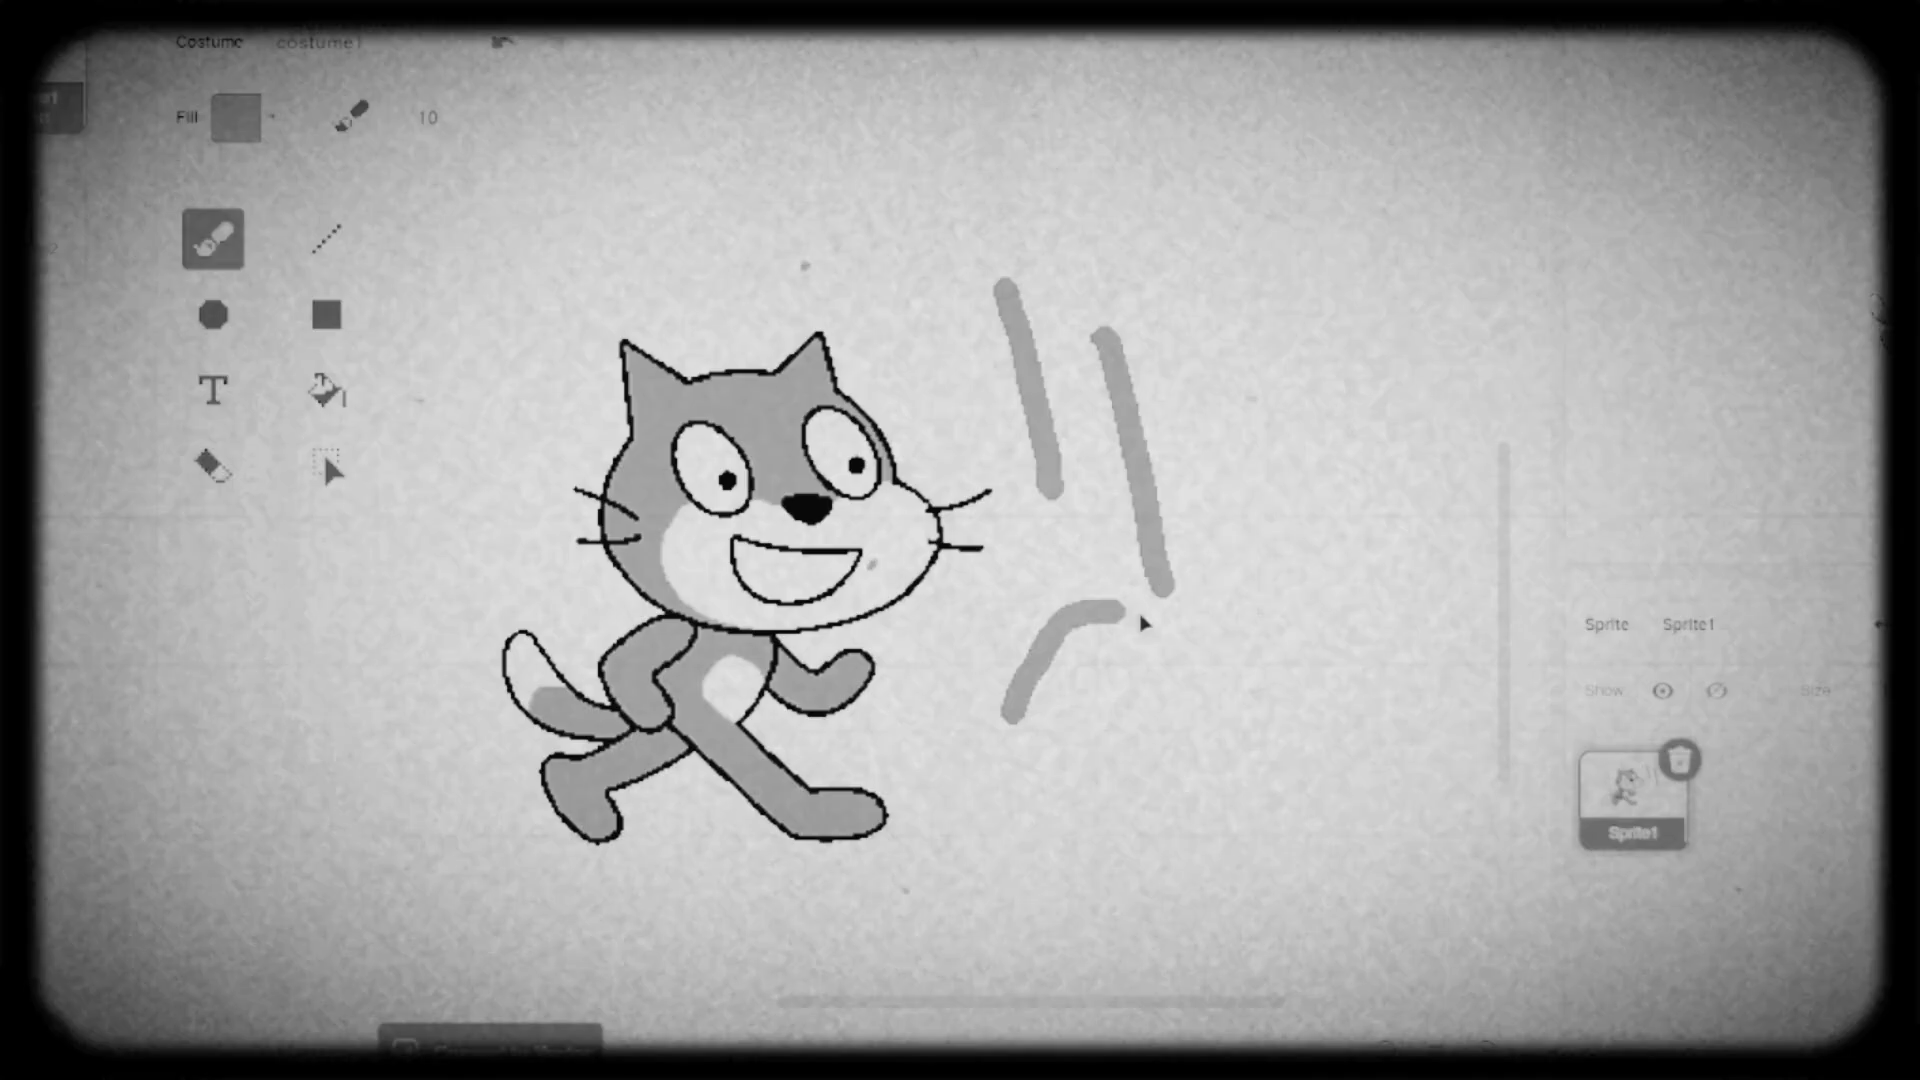 Costume costume1
Fill 10
T
Sprite Sprite1
Show Size
Sprite1